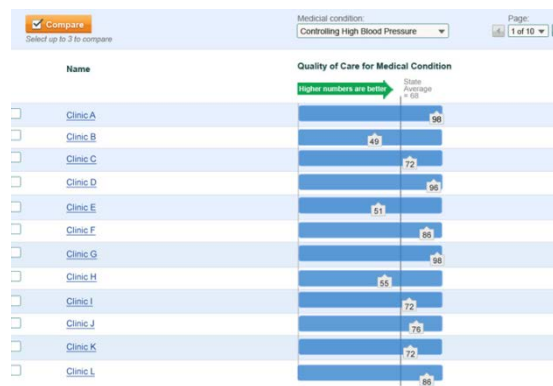 Compare
Select up to 3 to compare
Medicial condition:
Controlling High Blood Pressure
Page:
1 of 10
Name
Quality of Care for Medical Condition
Higher numbers are better
State
Average
= 68
Clinic A 98
Clinic B 49
Clinic C 72
Clinic D 96
Clinic E 51
Clinic F 86
Clinic G 98
Clinic H 55
Clinic I 72
Clinic J 76
Clinic K 72
Clinic L 86